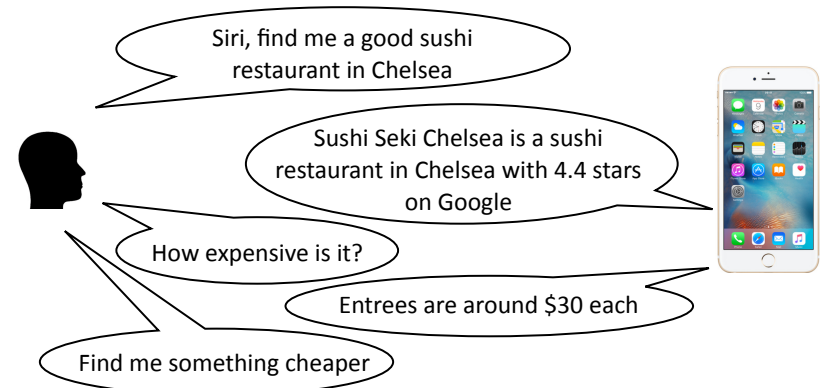 Siri, find me a good sushi
restaurant in Chelsea
Sushi Seki Chelsea is a sushi
restaurant in Chelsea with 4.4 stars
on Google
How expensive is it?
Entrees are around $30 each
Find me something cheaper